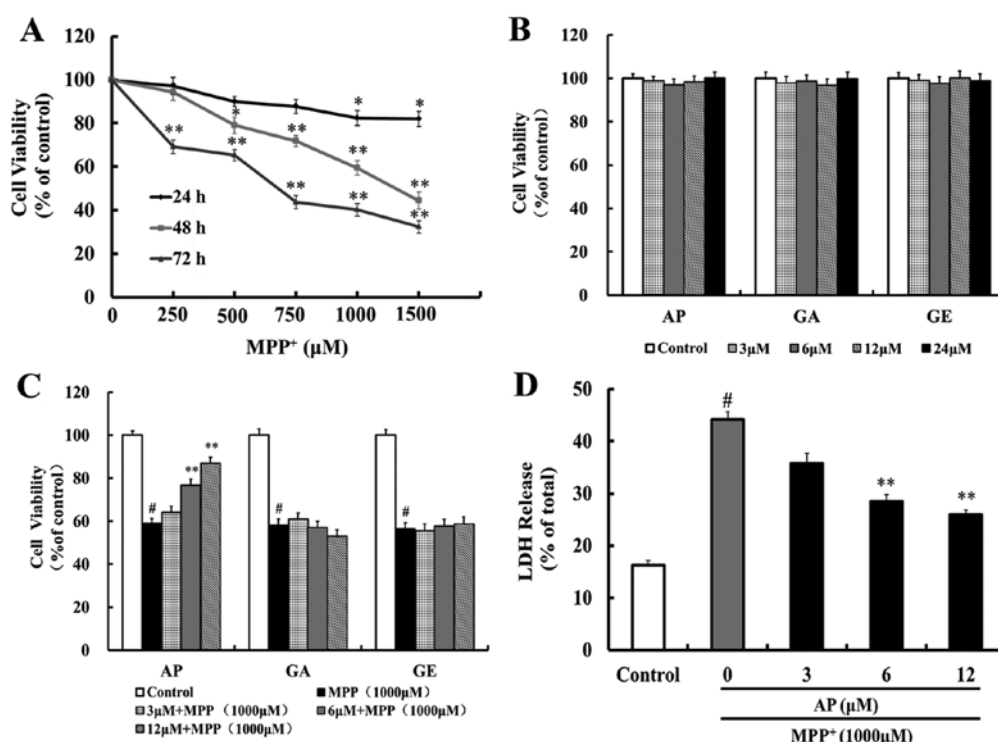 A
Cell Viability
(% of control)
120
100
80
60
40
20
0
*
*
*
**
**
**
**
**
**
**
**
**
24 h
48 h
72 h
0 250 500 750 1000 1500
MPP⁺ (μM)
B
Cell Viability
(%of control)
120
100
80
60
40
20
0
AP GA GE
Control 3μM 6μM 12μM 24μM
C
Cell Viability
(%of control)
120
100
80
60
40
20
0
# ** **
#
#
AP GA GE
Control MPP (1000μM)
3μM+MPP (1000μM) 6μM+MPP (1000μM)
12μM+MPP (1000μM)
D
LDH Release
(% of total)
50
40
30
20
10
0
#
** **
Control 0 3 6 12
AP (μM)
MPP⁺ (1000μM)